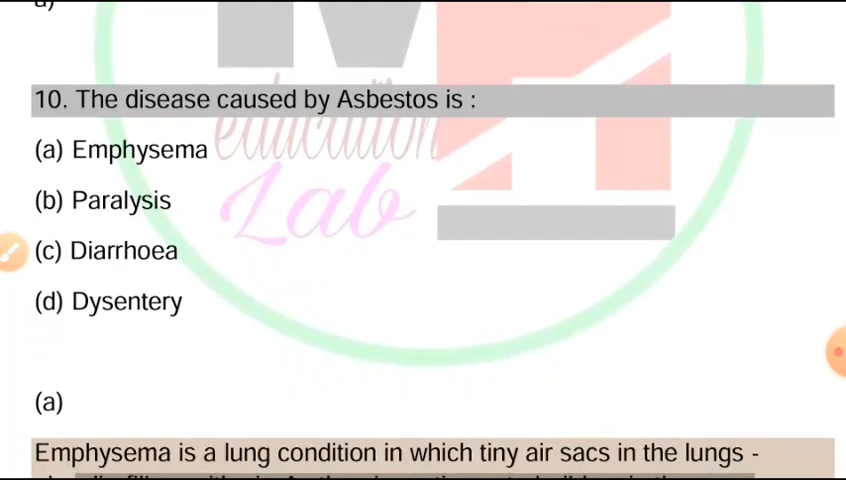 10. The disease caused by Asbestos is :
(a) Emphysema
education
(b) Paralysis
Lab
(c) Diarrhoea
(d) Dysentery
(a)
Emphysema is a lung condition in which tiny air sacs in the lungs -